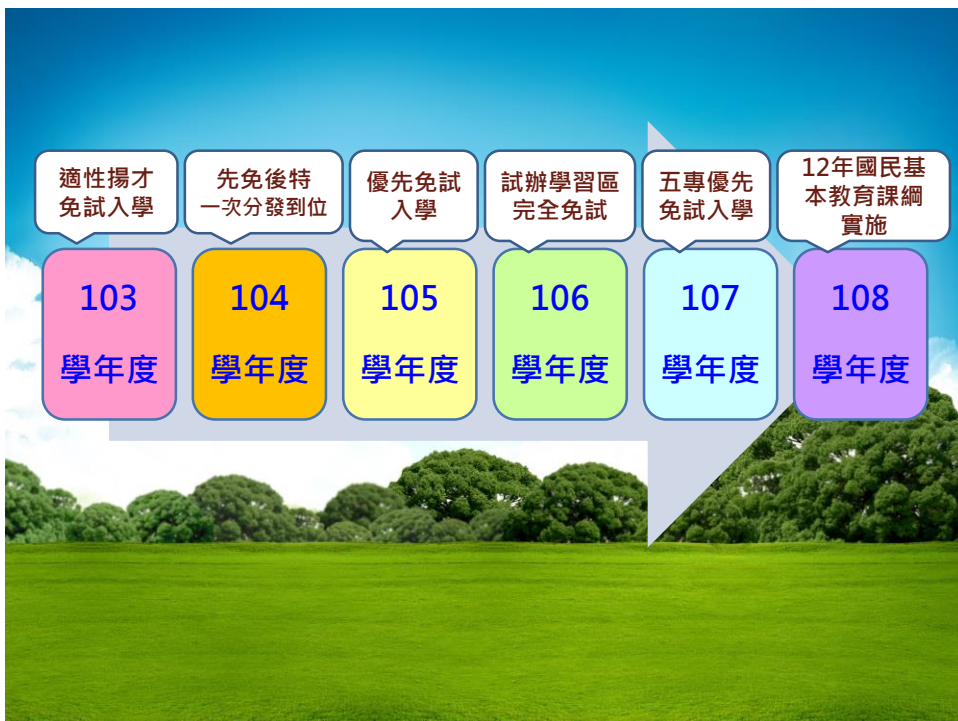 適性揚才
免試入學
先免後特
一次分發到位
優先免試
入學
試辦學習區
完全免試
五專優先
免試入學
12年國民基
本教育課綱
實施
103
學年度
104
學年度
105
學年度
106
學年度
107
學年度
108
學年度